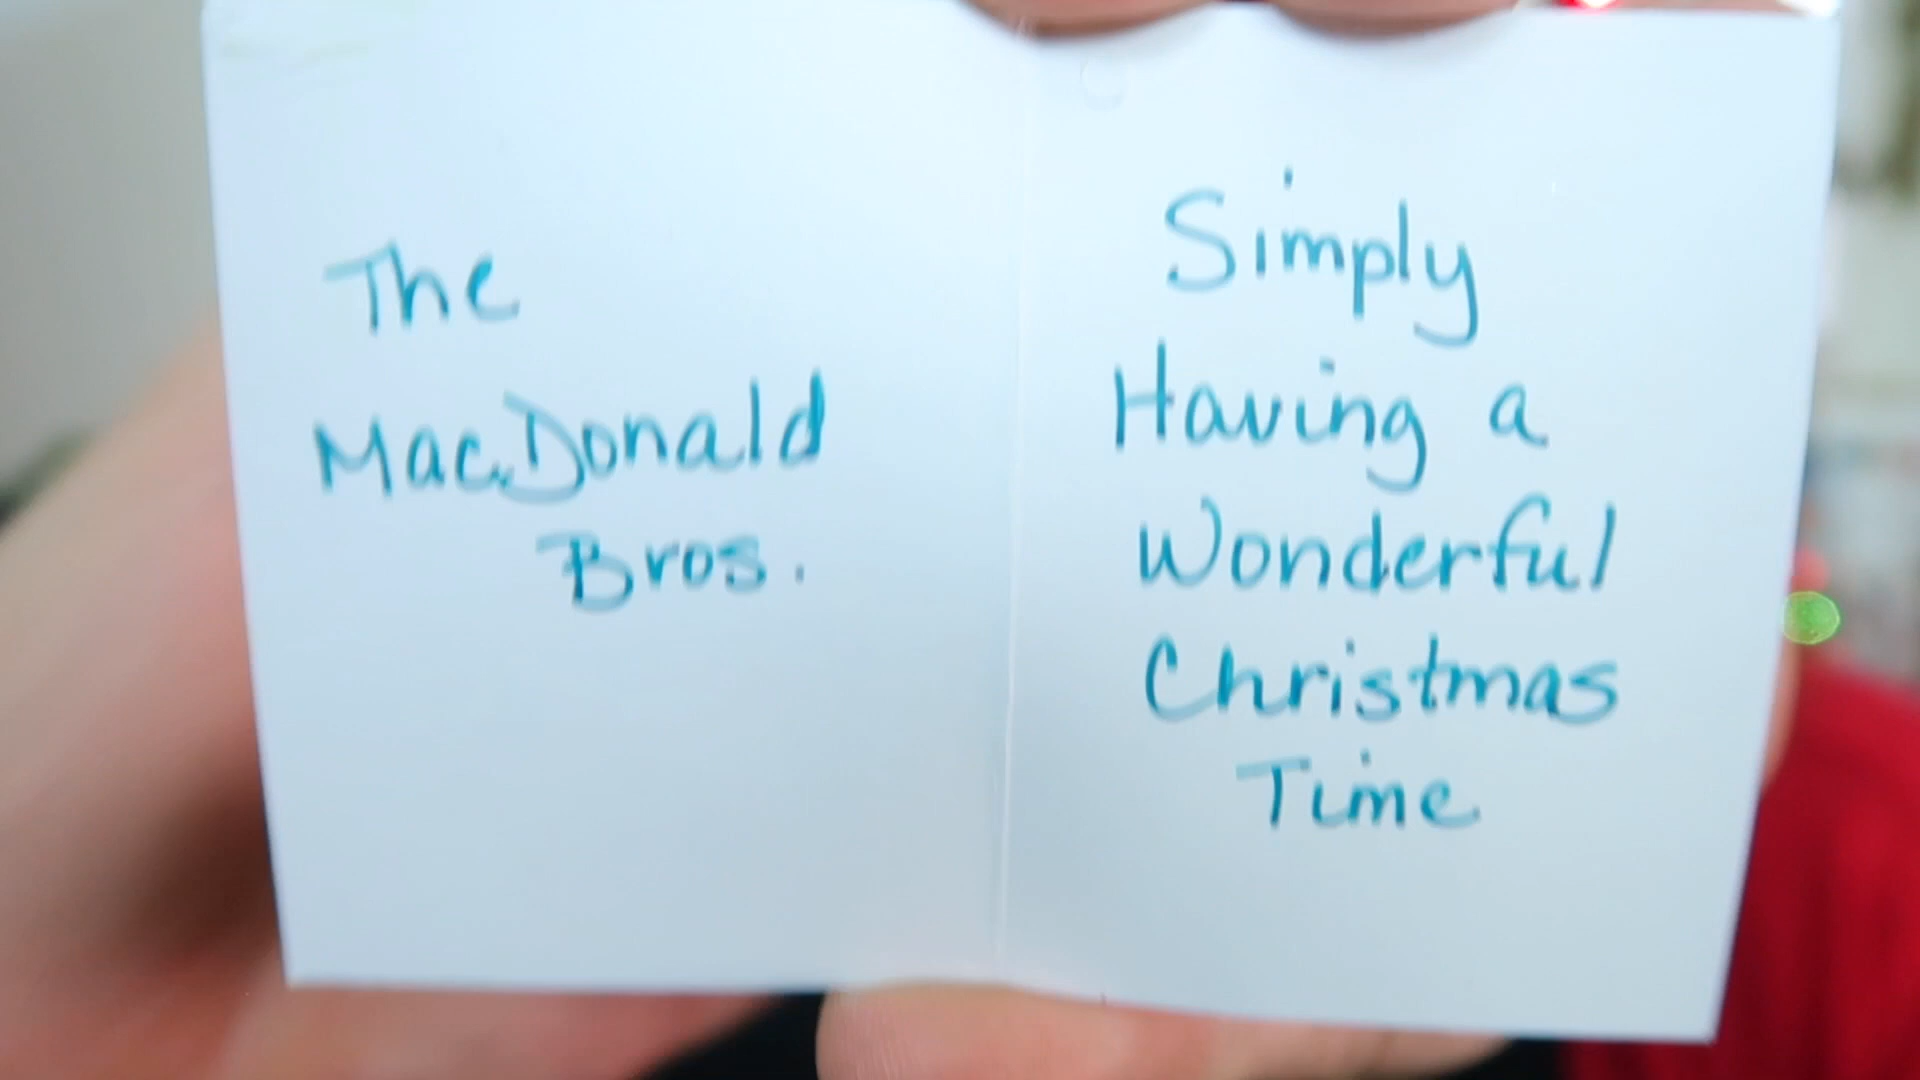 The
MacDonald
Bros.
Simply
Having a
Wonderful
Christmas
Time